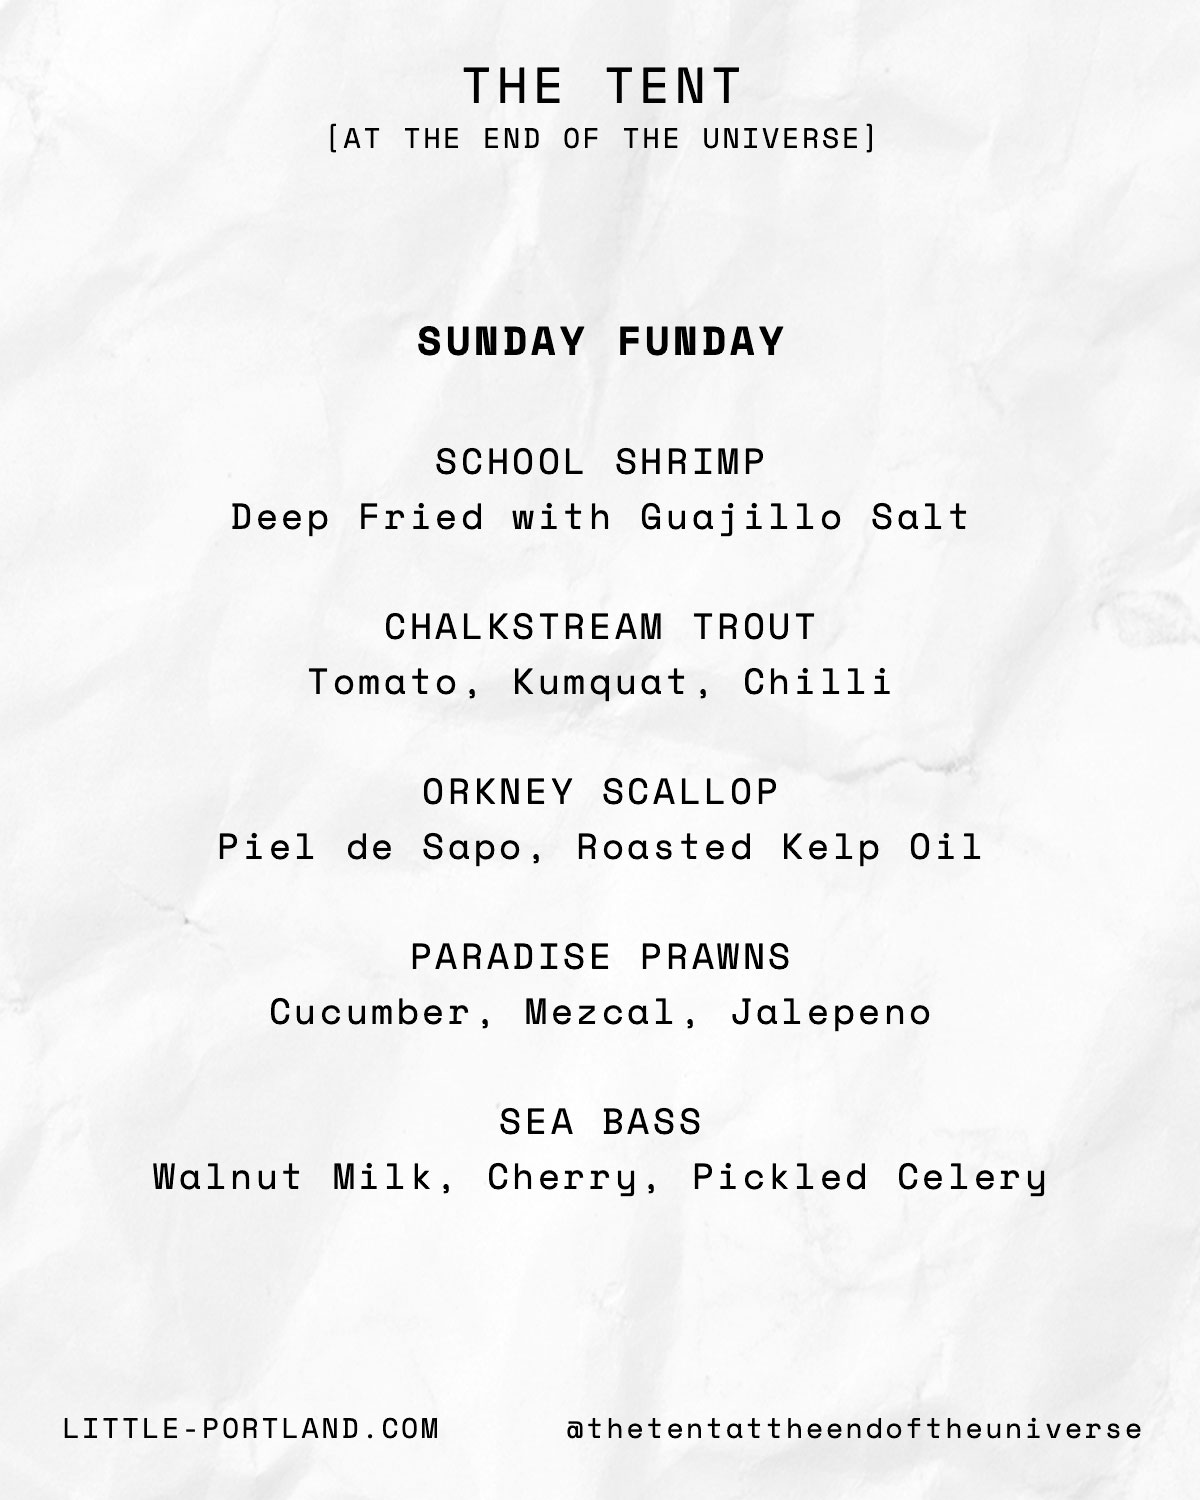 THE TENT
[AT THE END OF THE UNIVERSE]
SUNDAY FUNDAY
SCHOOL SHRIMP
Deep Fried with Guajillo Salt
CHALKSTREAM TROUT
Tomato, Kumquat, Chilli
ORKNEY SCALLOP
Piel de Sapo, Roasted Kelp Oil
PARADISE PRAWNS
Cucumber, Mezcal, Jalepeno
SEA BASS
Walnut Milk, Cherry, Pickled Celery
LITTLE-PORTLAND.COM
@thetentattheendoftheuniverse